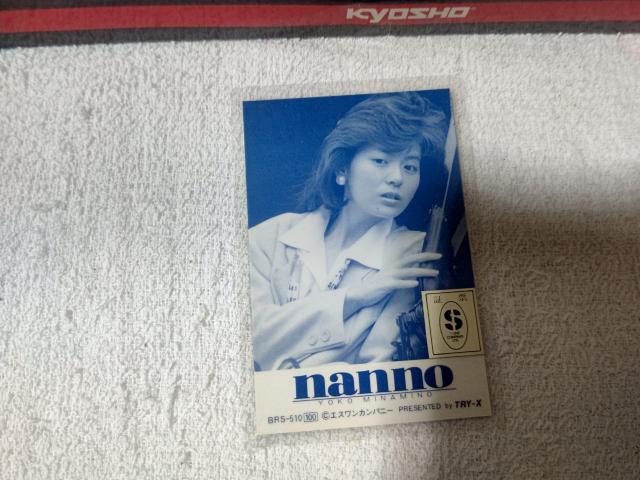 KYOSHO
S
nanno
YOKO MINAMINO
BRS-510 100 ©エスワンカンパニー PRESENTED by TRY-X